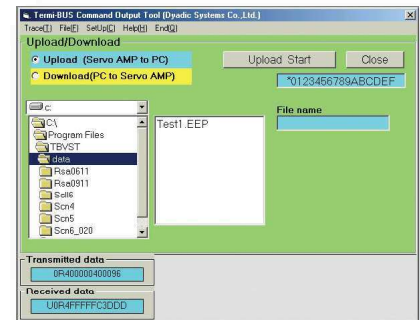 Termi-BUS Command Output Tool (Dyadic Systems Co.,Ltd.)
Trace(T) File(F) SetUp(C) Help(H) End(Q)
Upload/Download
Upload (Servo AMP to PC)
Download(PC to Servo AMP)
Upload Start
Close
*0123456789ABCDEF
File name
c:
C:\
Program Files
TBVST
data
Rsa0611
Rsa0911
Scn4
Scn5
Scn6_020
Test1.EEP
Transmitted data
0R400000400096
Received data
U0R4FFFFFC3DDD